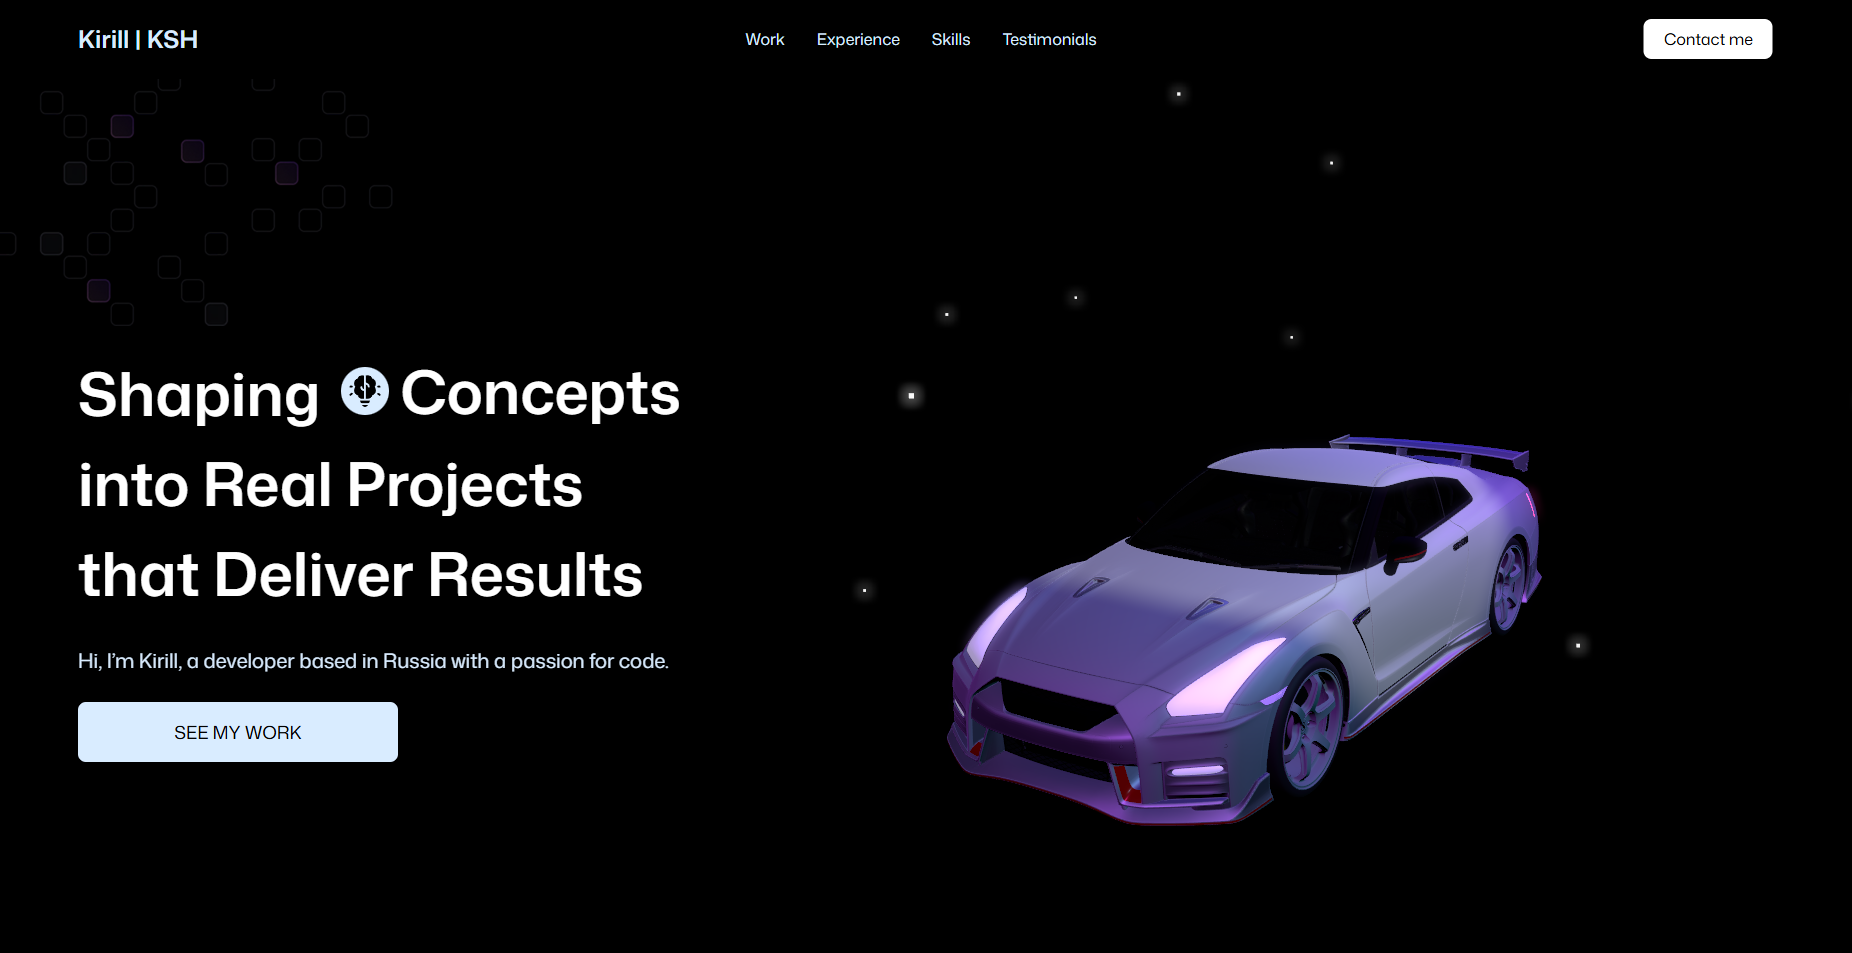 Kirill | KSH
Work
Experience
Skills
Testimonials
Contact me
Shaping Concepts
into Real Projects
that Deliver Results
Hi, I’m Kirill, a developer based in Russia with a passion for code.
SEE MY WORK